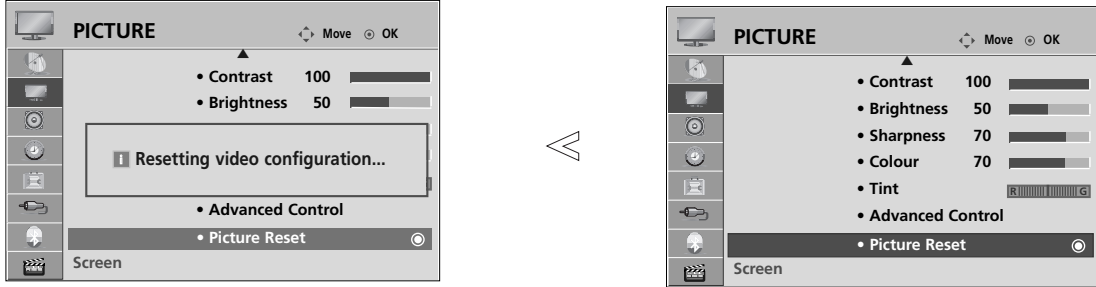 PICTURE
Move OK
• Contrast 100
• Brightness 50
i Resetting video configuration...
• Advanced Control
• Picture Reset
Screen
PICTURE
Move OK
• Contrast 100
• Brightness 50
• Sharpness 70
• Colour 70
• Tint R G
• Advanced Control
• Picture Reset
Screen